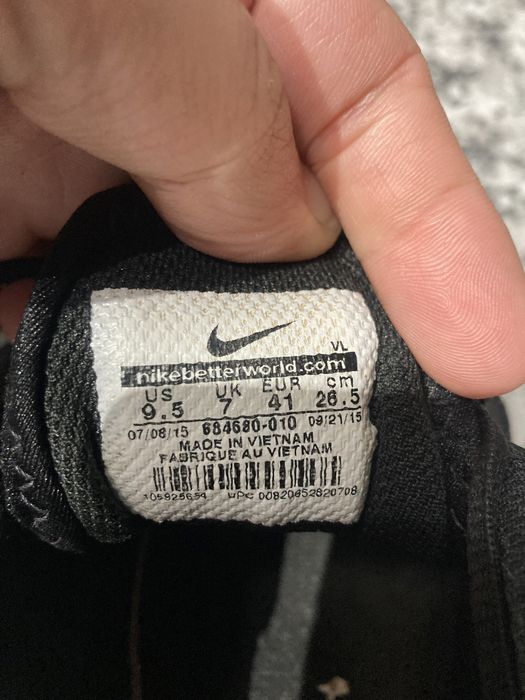 VL
nikebetterworld.com
US UK EUR cm
9.5 7 41 26.5
07/08/15 684680-010 09/21/15
MADE IN VIETNAM
FABRIQUE AU VIETNAM
105825654 UPC 00820652820708